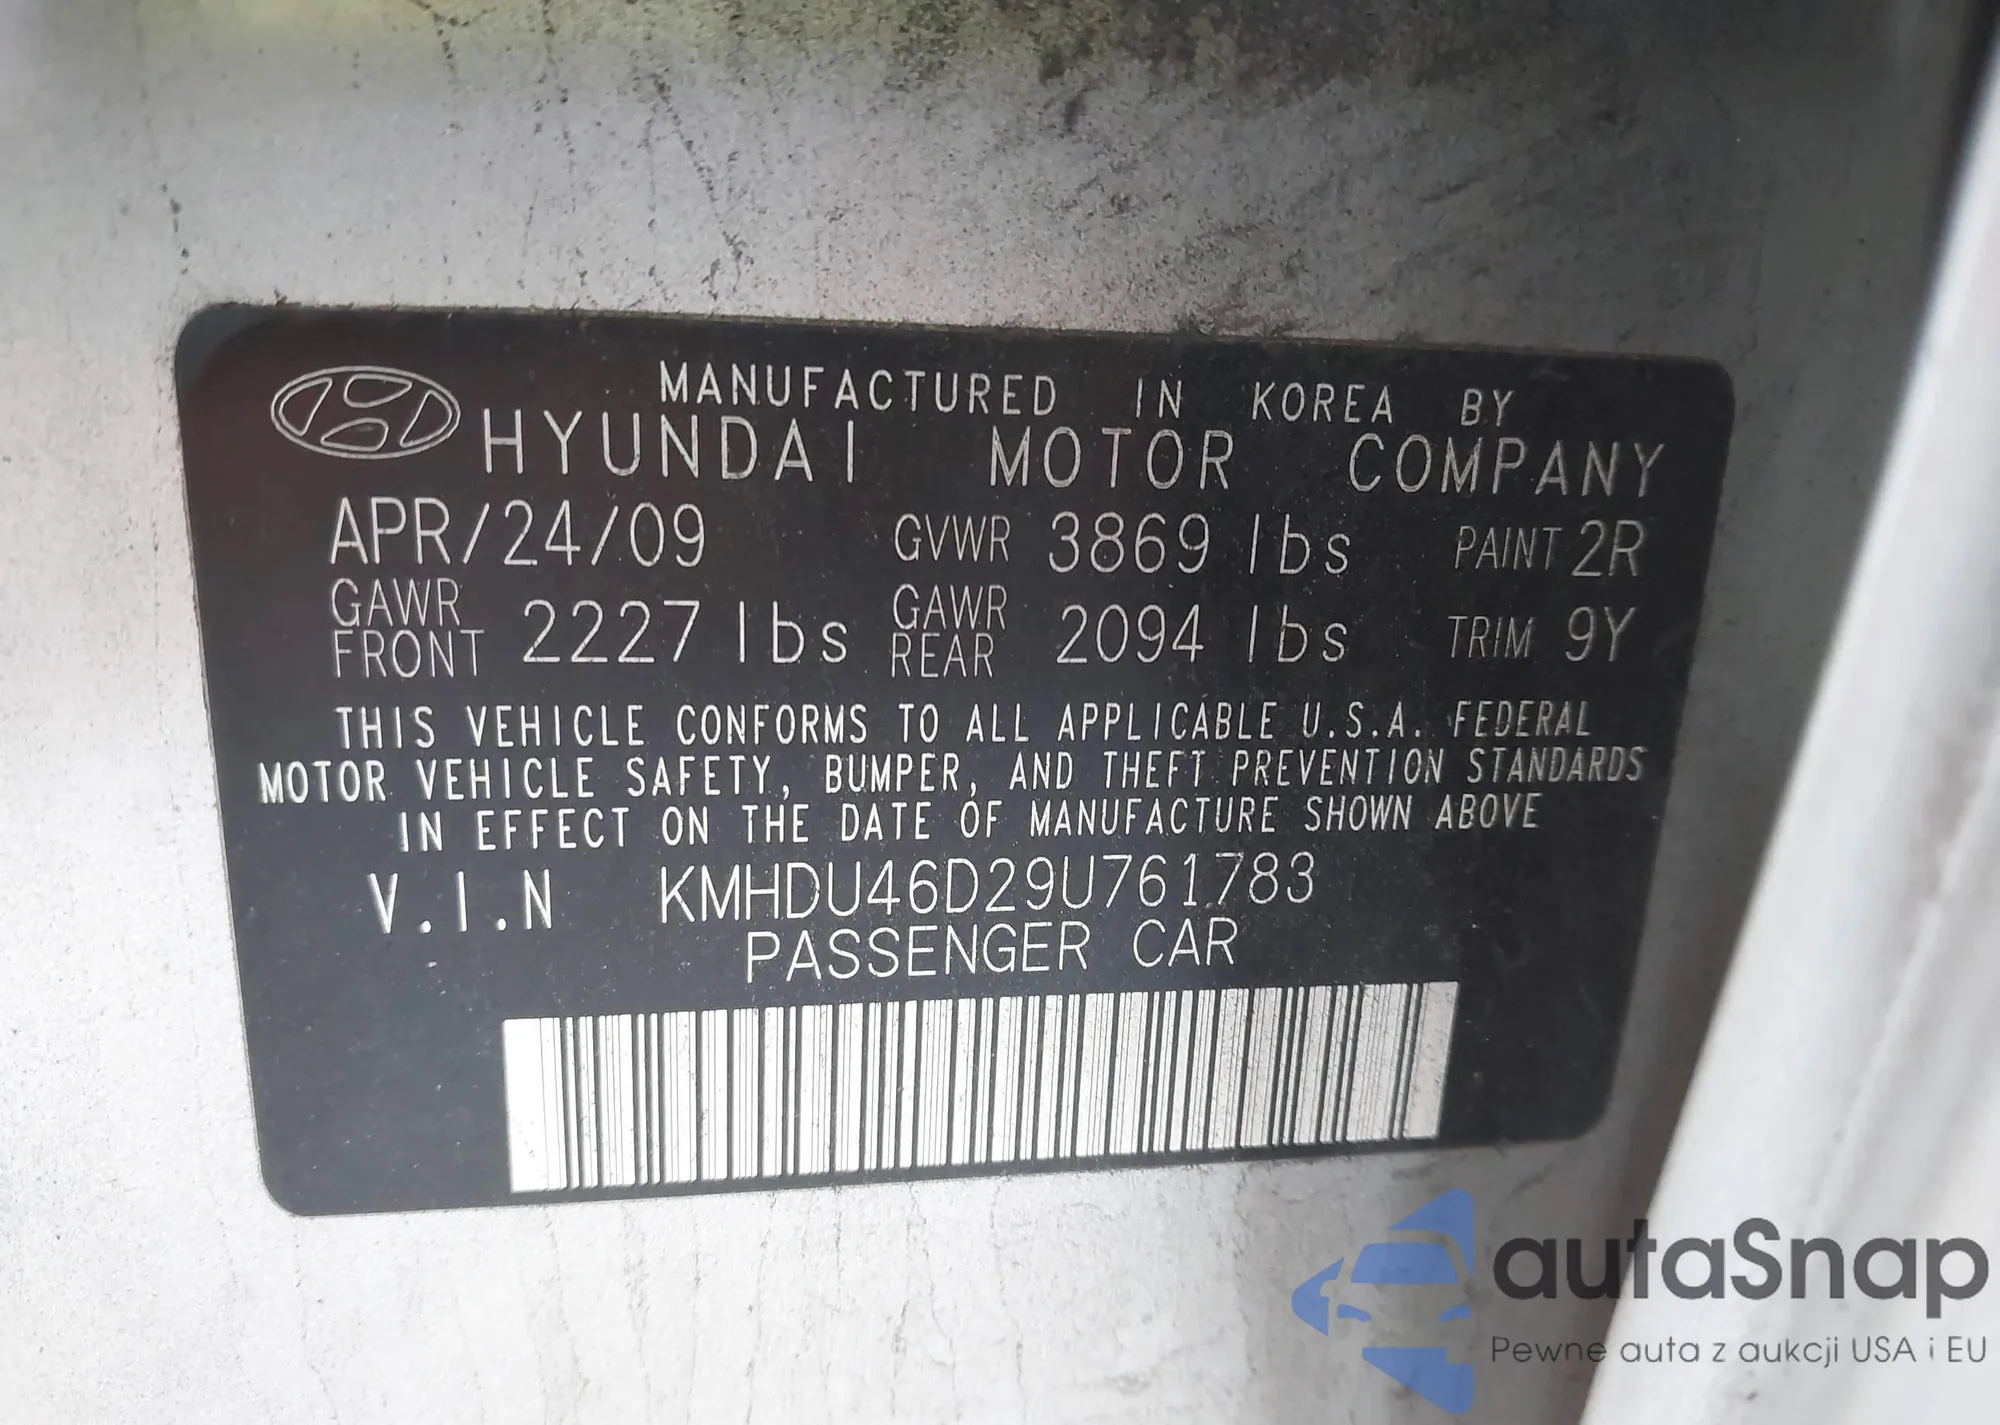 MANUFACTURED IN KOREA BY
HYUNDAI MOTOR COMPANY
APR/24/09 GVWR 3869 lbs PAINT 2R
GAWR FRONT 2227 lbs GAWR REAR 2094 lbs TRIM 9Y
THIS VEHICLE CONFORMS TO ALL APPLICABLE U.S.A. FEDERAL
MOTOR VEHICLE SAFETY, BUMPER, AND THEFT PREVENTION STANDARDS
IN EFFECT ON THE DATE OF MANUFACTURE SHOWN ABOVE
V.I.N KMHDU46D29U761783
PASSENGER CAR
autaSnap
Pewne auta z aukcji USA i EU